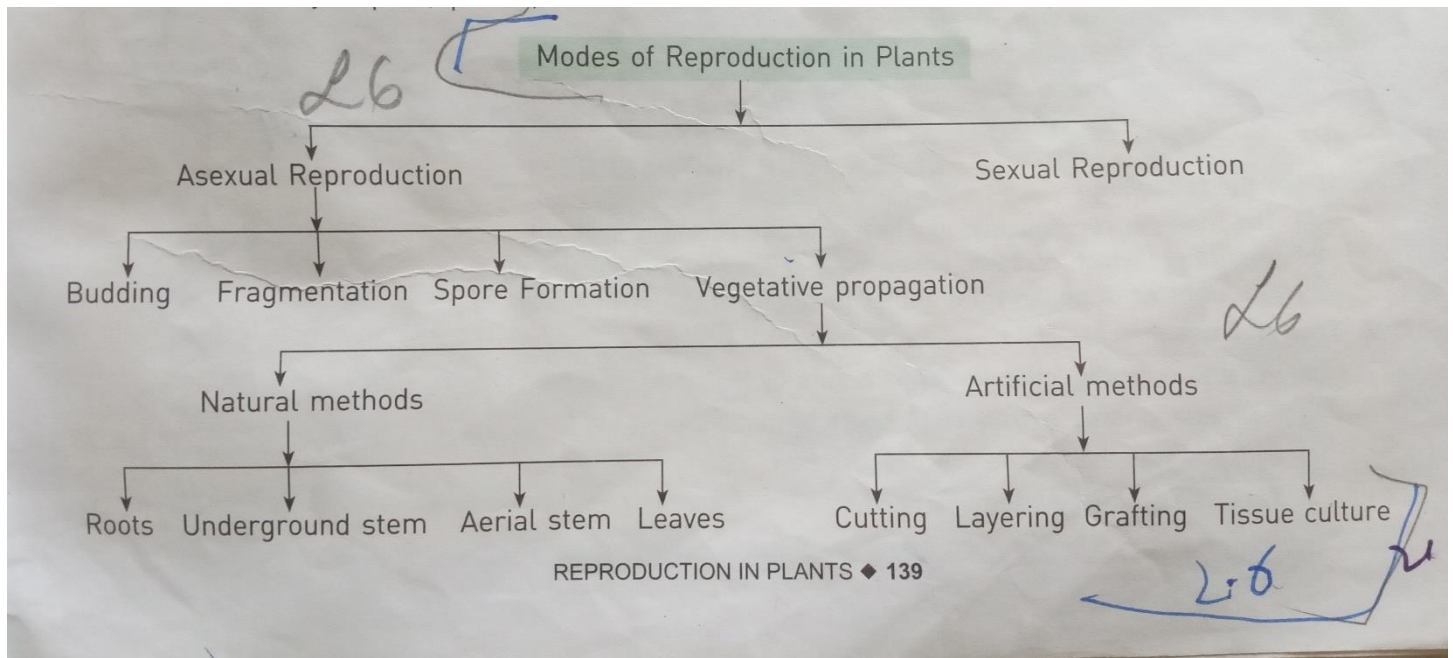 L6
Modes of Reproduction in Plants
Asexual Reproduction
Sexual Reproduction
Budding Fragmentation Spore Formation Vegetative propagation
L6
Natural methods
Artificial methods
Roots Underground stem Aerial stem Leaves
Cutting Layering Grafting Tissue culture
REPRODUCTION IN PLANTS ◆ 139
L.6